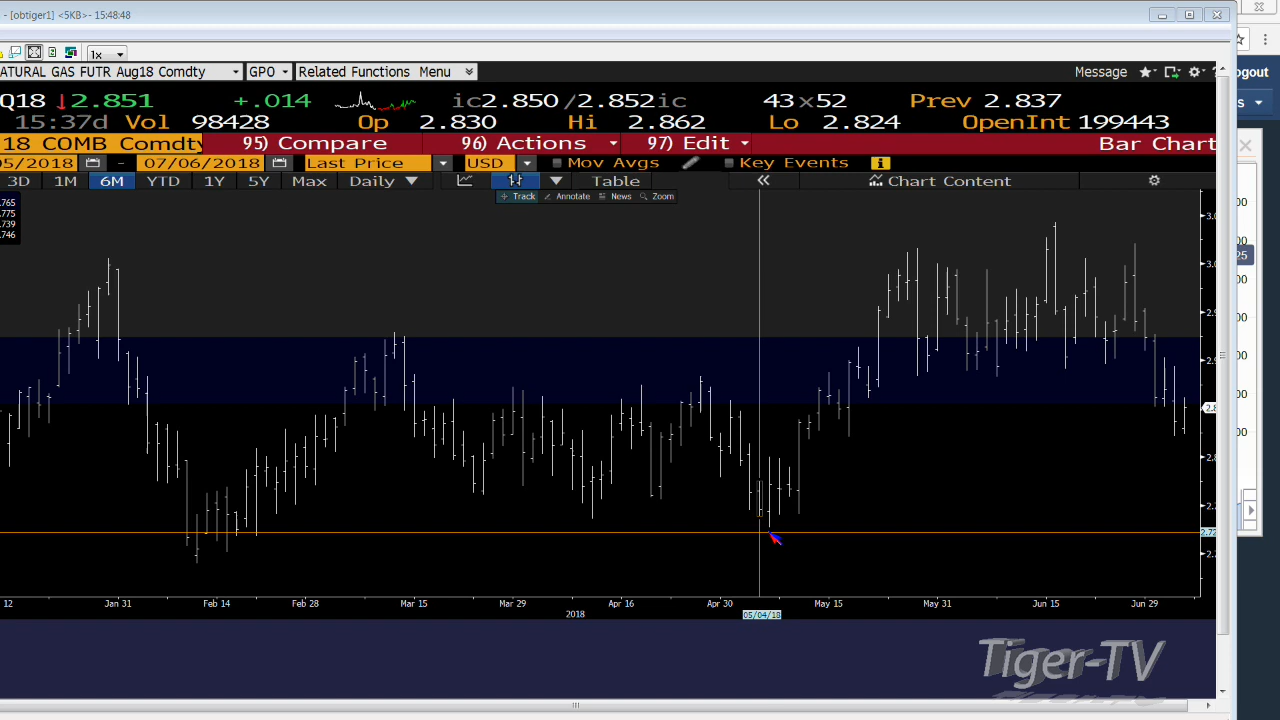 - [obtiger1] <5KB> - 15:48:48
1x
ATURAL GAS FUTR Aug18 Comdty GPO Related Functions Menu Message
ogout
Q18 2.851 +.014 ic2.850/2.852ic 43x52 Prev 2.837
15:37d Vol 98428 Op 2.830 Hi 2.862 Lo 2.824 OpenInt 199443
18 COMB Comdty 95) Compare 96) Actions 97) Edit Bar Chart
05/2018 - 07/06/2018 Last Price USD Mov Avgs Key Events
3D 1M 6M YTD 1Y 5Y Max Daily Table Chart Content
Track Annotate News Zoom
.765
.775
.739
.746
12 Jan 31 Feb 14 Feb 28 Mar 15 Mar 29 Apr 16 Apr 30 May 15 May 31 Jun 15 Jun 29
2018 05/04/18
Tiger-TV